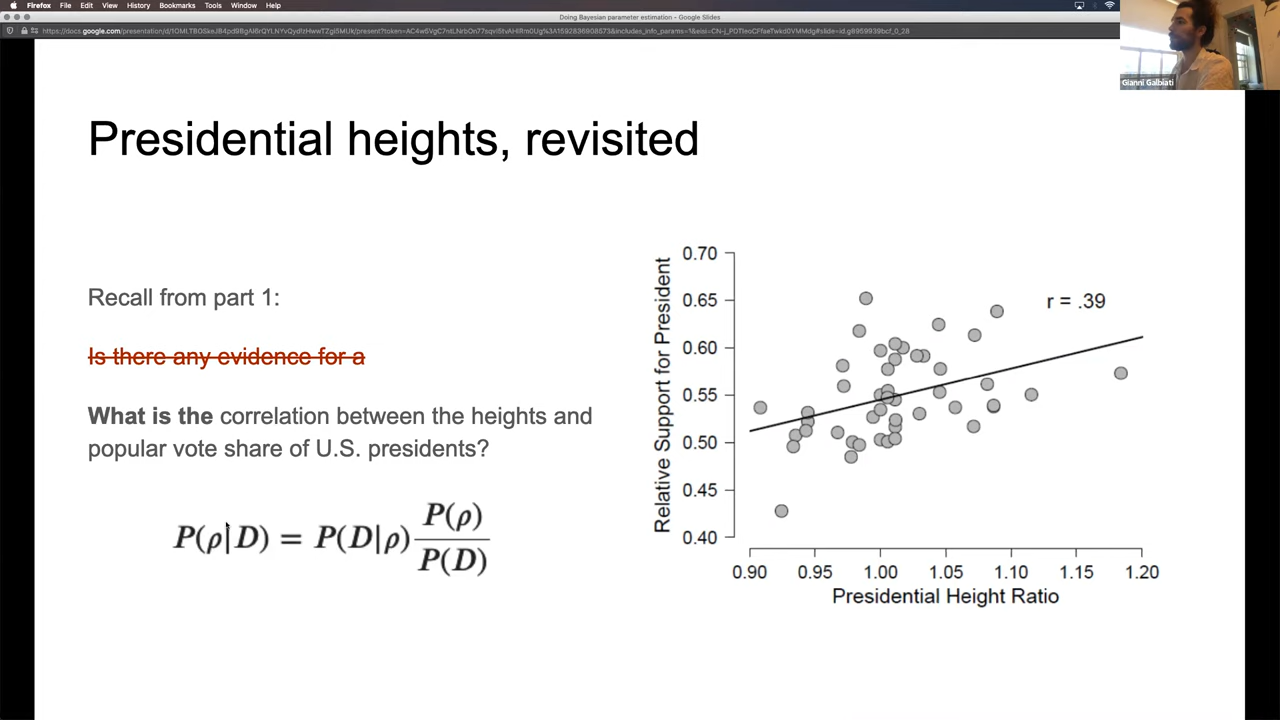 Firefox File Edit View History Bookmarks Tools Window Help
Doing Bayesian parameter estimation - Google Slides
Gianni Galbiati
Presidential heights, revisited
Recall from part 1:
Is there any evidence for a
What is the correlation between the heights and
popular vote share of U.S. presidents?
P(ρ|D) = P(D|ρ) P(ρ)
P(D)
Relative Support for President
0.70
0.65
0.60
0.55
0.50
0.45
0.40
r = .39
0.90 0.95 1.00 1.05 1.10 1.15 1.20
Presidential Height Ratio